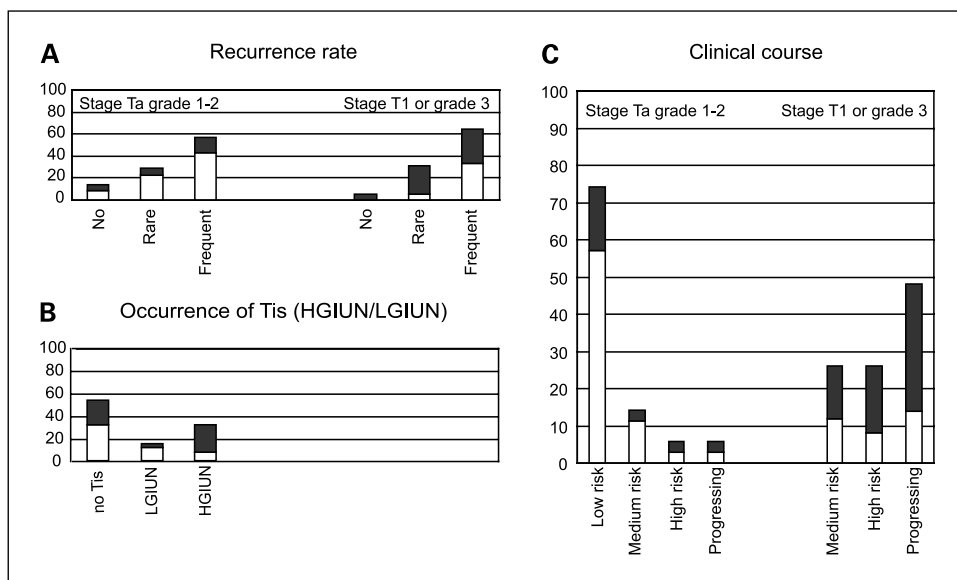 A
Recurrence rate
100
80
60
40
20
0
Stage Ta grade 1-2
Stage T1 or grade 3
No
Rare
Frequent
No
Rare
Frequent
B
Occurrence of Tis (HGIUN/LGIUN)
100
80
60
40
20
0
no Tis
LGIUN
HGIUN
C
Clinical course
100
90
80
70
60
50
40
30
20
10
0
Stage Ta grade 1-2
Stage T1 or grade 3
Low risk
Medium risk
High risk
Progressing
Medium risk
High risk
Progressing